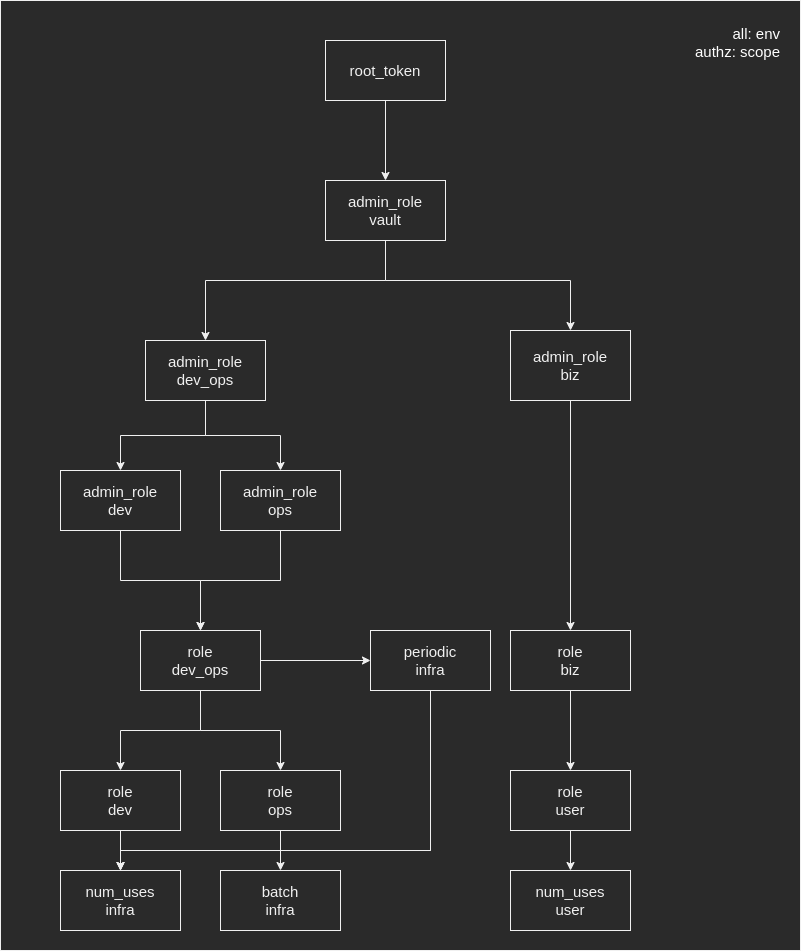 all: env
authz: scope
root_token
admin_role
vault
admin_role
dev_ops
admin_role
biz
admin_role
dev
admin_role
ops
role
dev_ops
periodic
infra
role
biz
role
dev
role
ops
role
user
num_uses
infra
batch
infra
num_uses
user